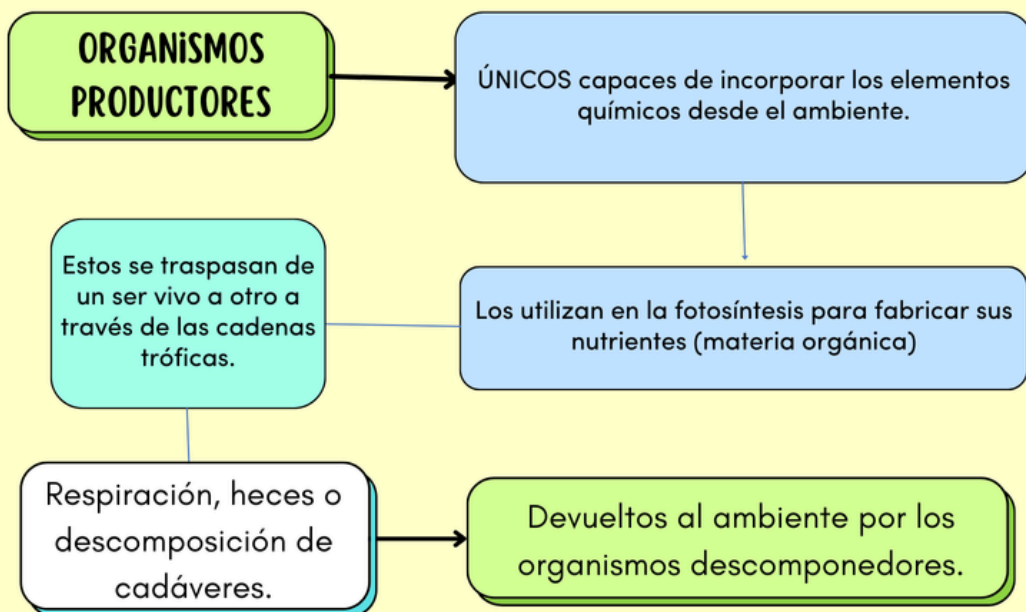 ORGANISMOS
PRODUCTORES
ÚNICOS capaces de incorporar los elementos
químicos desde el ambiente.
Los utilizan en la fotosíntesis para fabricar sus
nutrientes (materia orgánica)
Estos se traspasan de
un ser vivo a otro a
través de las cadenas
tróficas.
Respiración, heces o
descomposición de
cadáveres.
Devueltos al ambiente por los
organismos descomponedores.